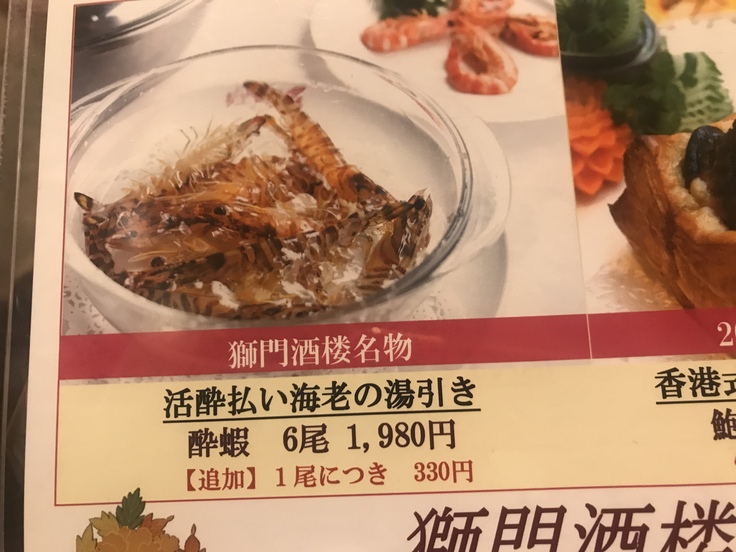 獅門酒楼名物
活酔払い海老の湯引き
酔蝦 6尾 1,980円
【追加】1尾につき 330円
香港式
鮑
獅門酒楼